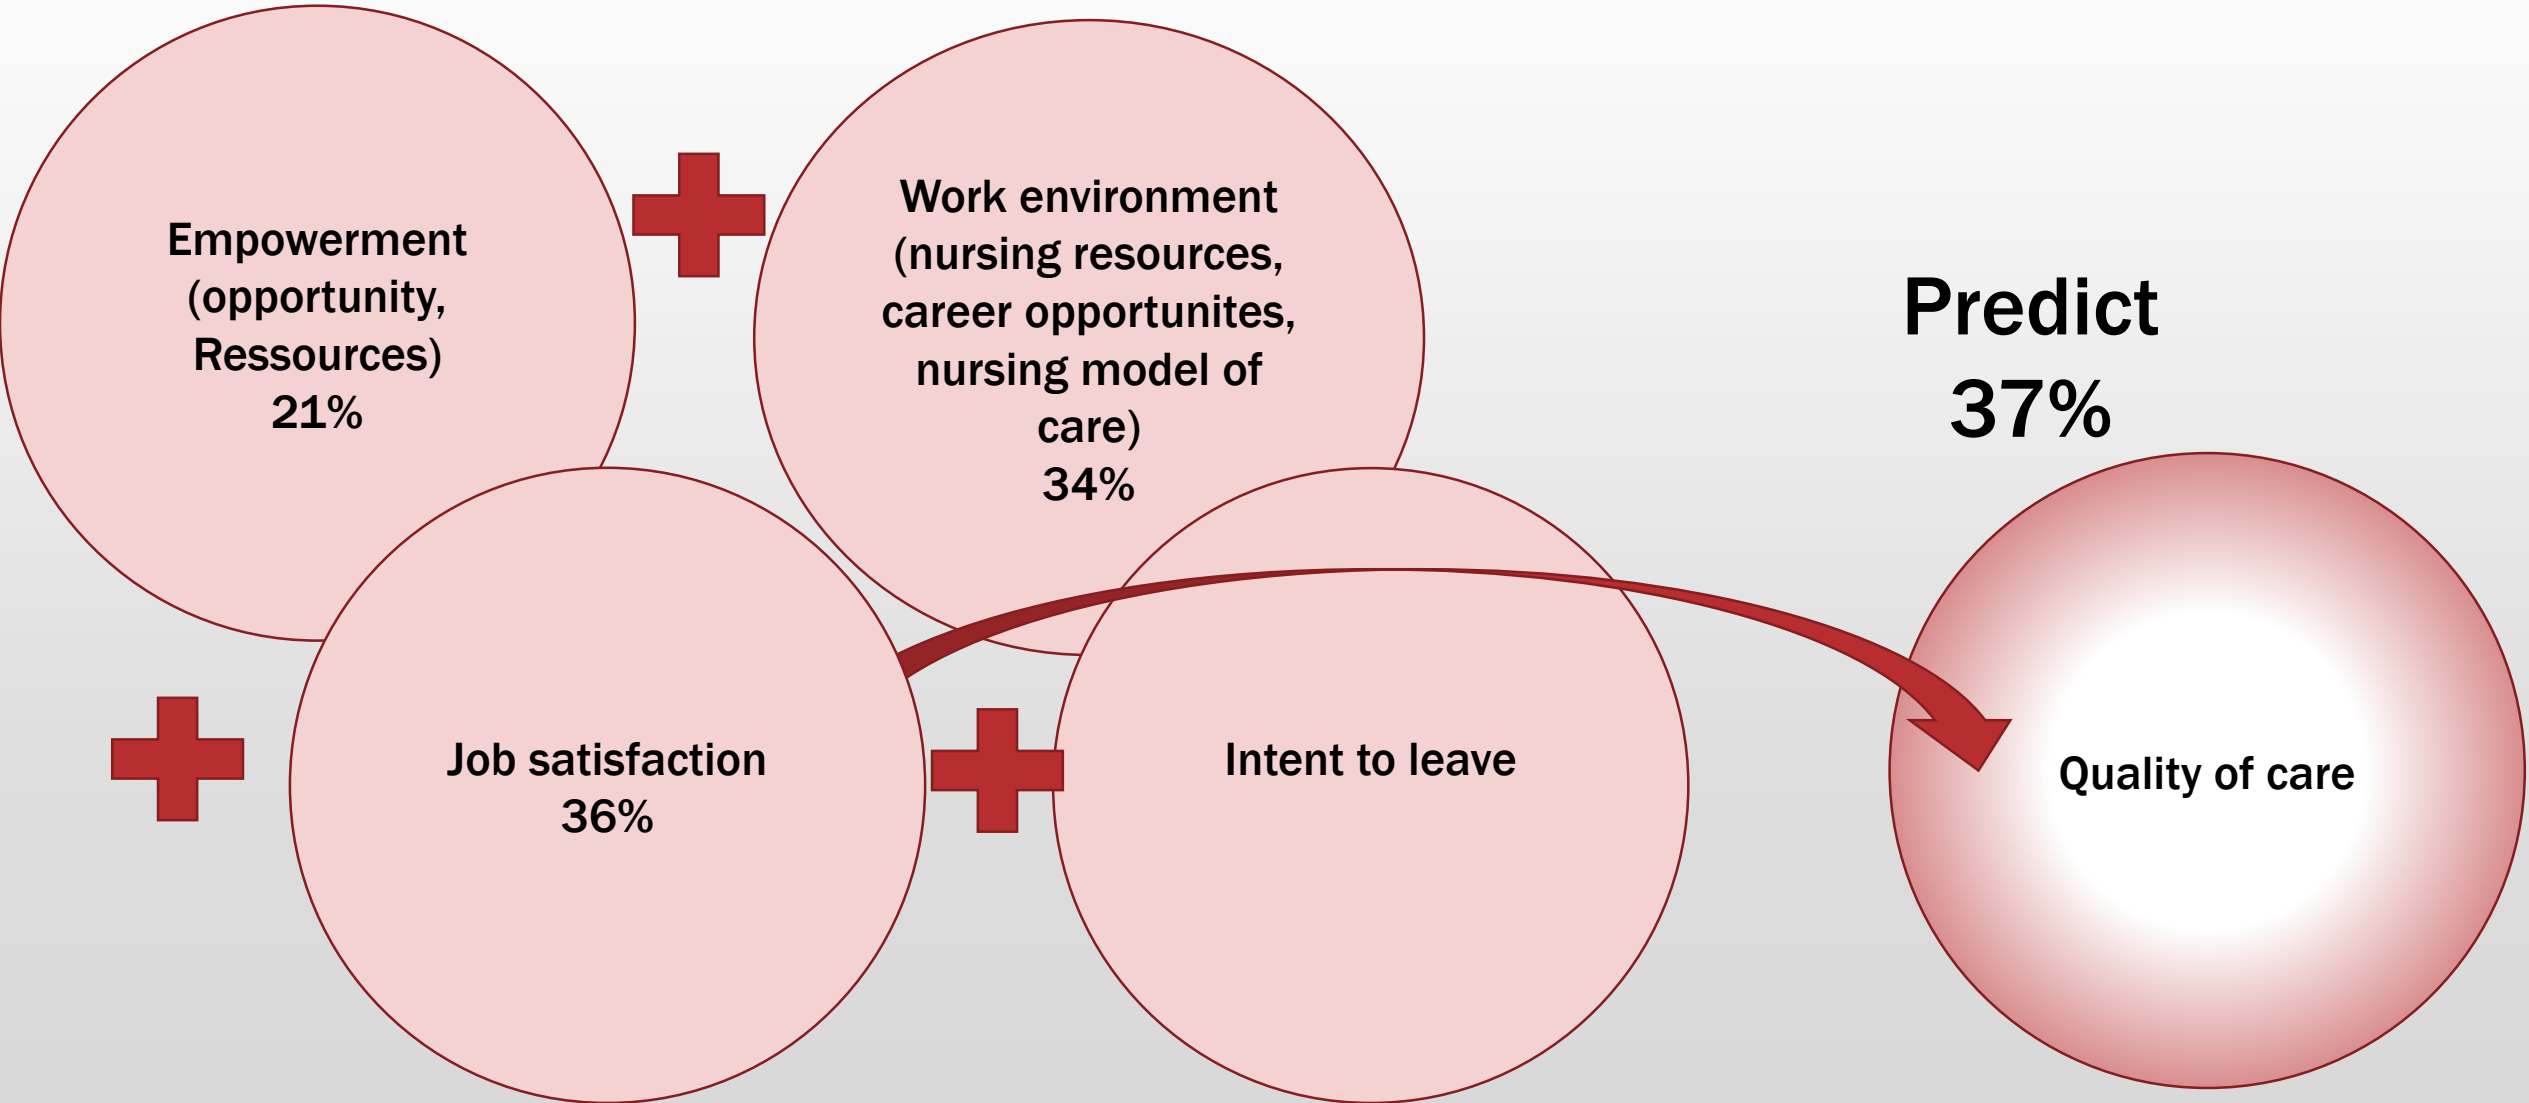 Empowerment
(opportunity,
Ressources)
21%
Work environment
(nursing resources,
career opportunites,
nursing model of
care)
34%
Predict
37%
Job satisfaction
36%
Intent to leave
Quality of care